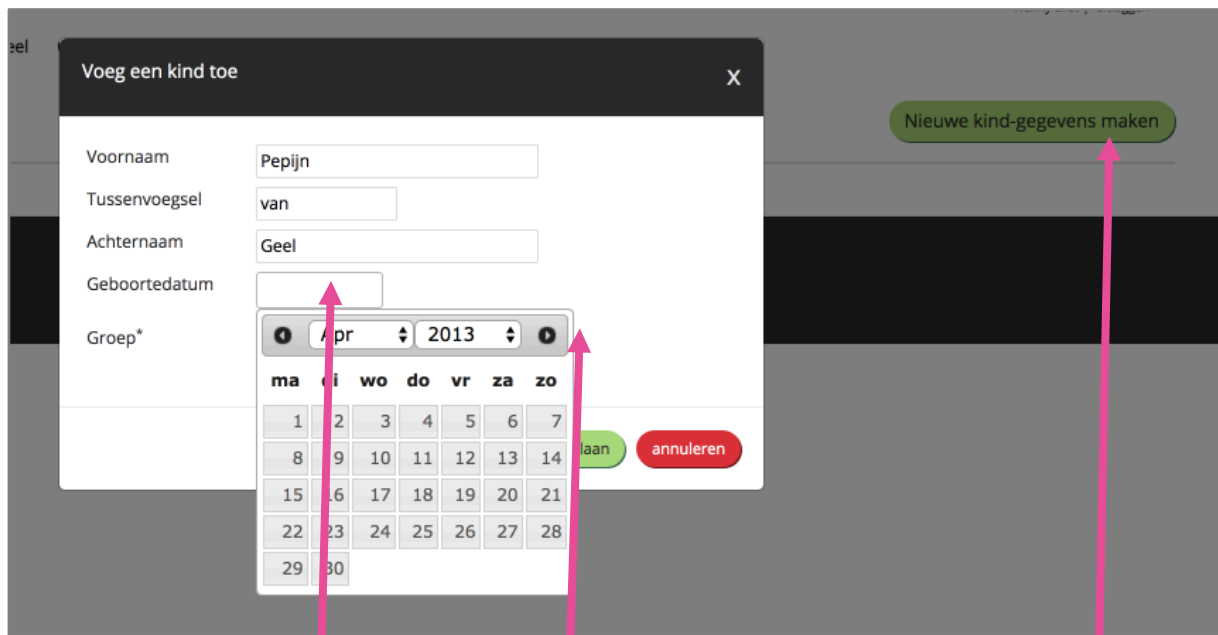 eel
Voeg een kind toe X
Nieuwe kind-gegevens maken
Voornaam Pepijn
Tussenvoegsel van
Achternaam Geel
Geboortedatum
Groep*
Apr 2013
ma di wo do vr za zo
1 2 3 4 5 6 7
8 9 10 11 12 13 14
laan annuleren
15 16 17 18 19 20 21
22 23 24 25 26 27 28
29 30